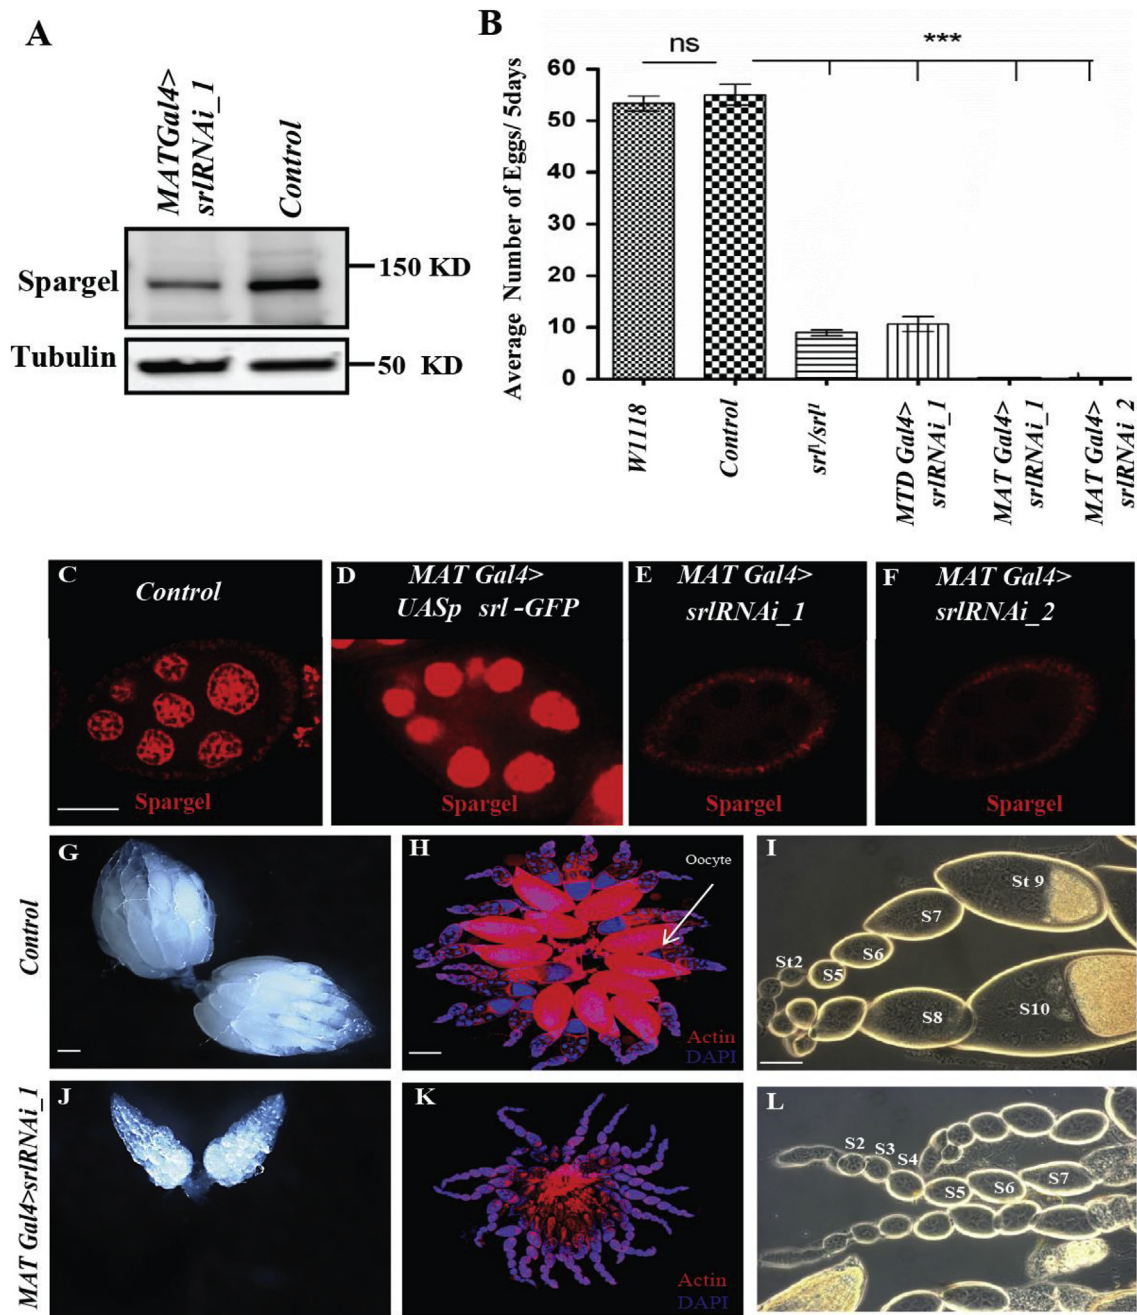 A
MATGal4>
srlRNAi_1
Control
Spargel
150 KD
Tubulin
50 KD
B
ns
***
Average Number of Eggs/ 5days
60
50
40
30
20
10
0
W1118
Control
srl¹/srl¹
MTD Gal4>
srlRNAi_1
MAT Gal4>
srlRNAi_1
MAT Gal4>
srlRNAi_2
C
Control
Spargel
D
MAT Gal4>
UASp srl -GFP
Spargel
E
MAT Gal4>
srlRNAi_1
Spargel
F
MAT Gal4>
srlRNAi_2
Spargel
Control
G
H
Oocyte
Actin
DAPI
I
St 9
S7
S6
S5
St2
S8
S10
MAT Gal4>srlRNAi_1
J
K
Actin
DAPI
L
S2
S3
S4
S5
S6
S7